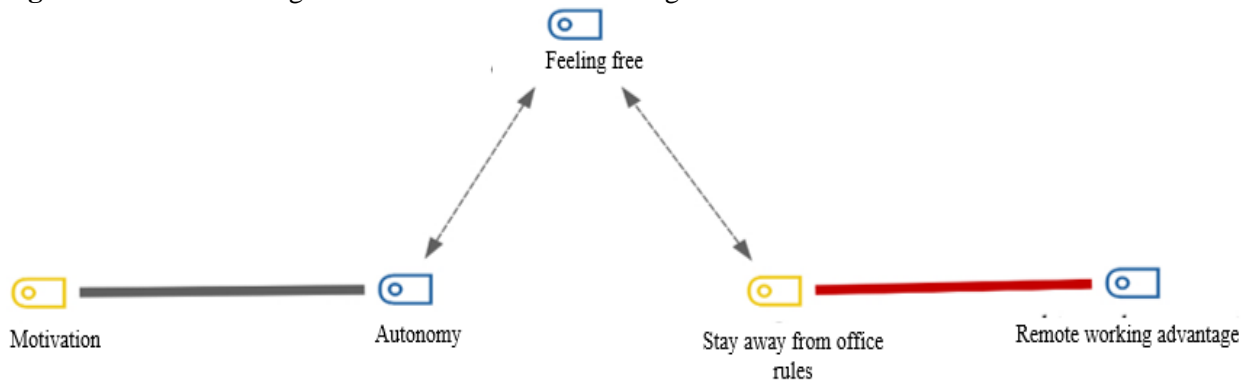 Feeling free
Motivation
Autonomy
Stay away from office
rules
Remote working advantage